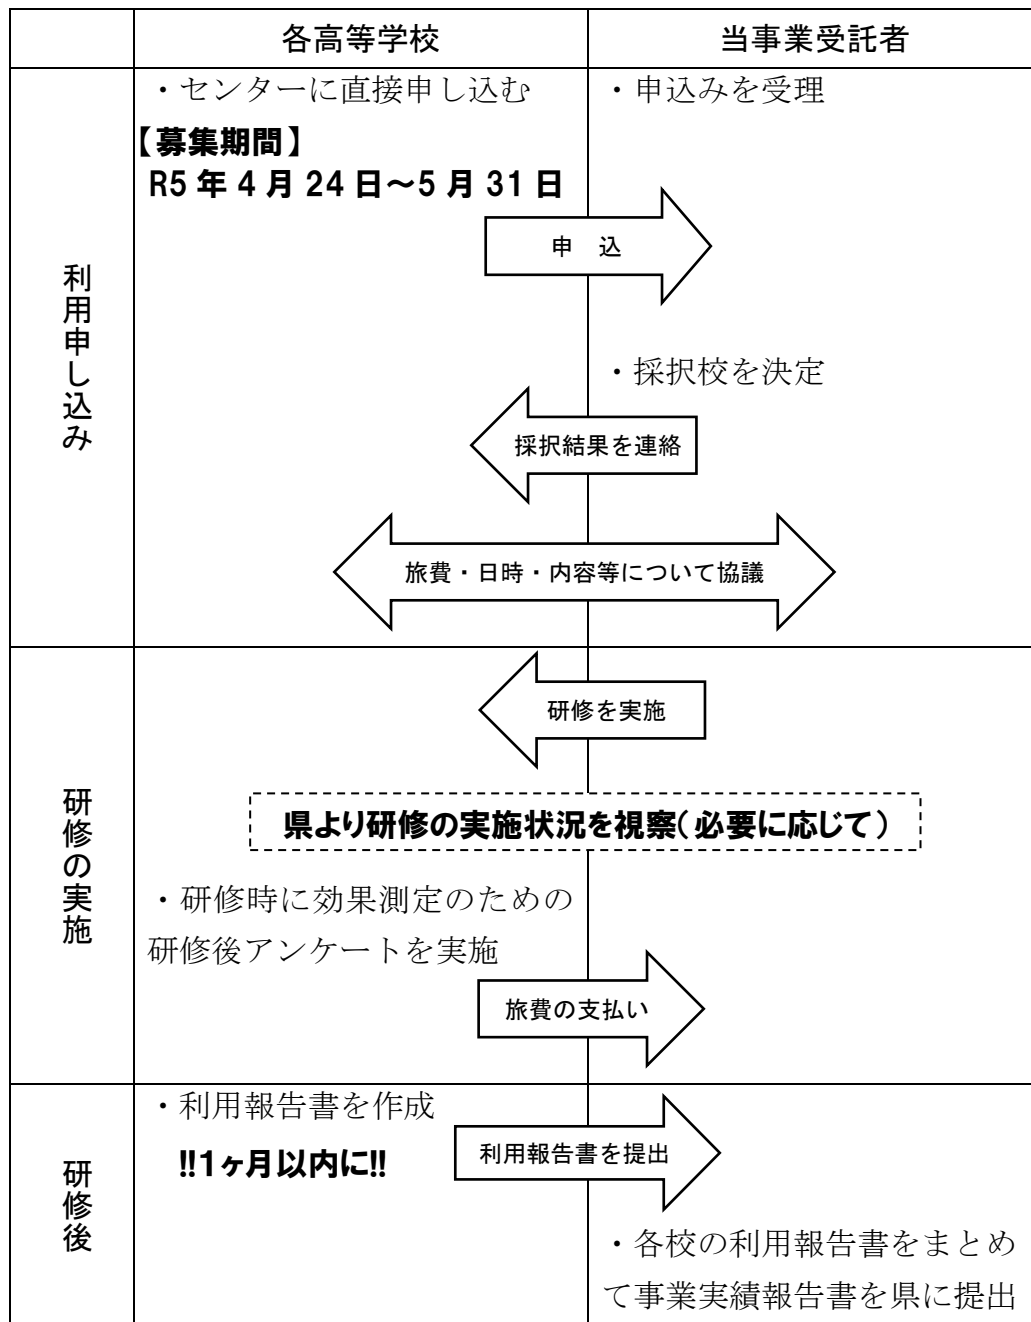 各高等学校
当事業受託者
利用申し込み
・センターに直接申し込む
【募集期間】
R5 年 4 月 24 日～5 月 31 日
・申込みを受理
申　込
・採択校を決定
採択結果を連絡
旅費・日時・内容等について協議
研修の実施
研修を実施
県より研修の実施状況を視察（必要に応じて）
・研修時に効果測定のための
研修後アンケートを実施
旅費の支払い
研修後
・利用報告書を作成
!!1ヶ月以内に!!
利用報告書を提出
・各校の利用報告書をまとめ
て事業実績報告書を県に提出